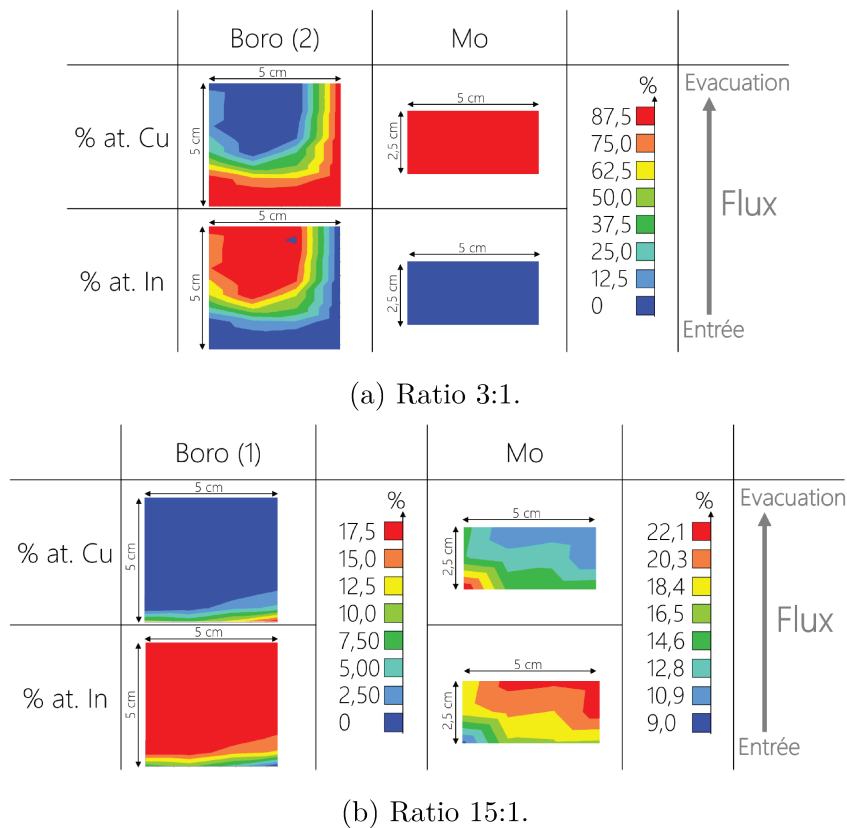 Boro (2)
Mo
% at. Cu
5 cm
5 cm
5 cm
2,5 cm
% at. In
5 cm
5 cm
5 cm
2,5 cm
%
87,5
75,0
62,5
50,0
37,5
25,0
12,5
0
Evacuation
Flux
Entrée
(a) Ratio 3:1.
Boro (1)
Mo
% at. Cu
5 cm
5 cm
5 cm
2,5 cm
% at. In
5 cm
5 cm
5 cm
2,5 cm
%
17,5
15,0
12,5
10,0
7,50
5,00
2,50
0
%
22,1
20,3
18,4
16,5
14,6
12,8
10,9
9,0
Evacuation
Flux
Entrée
(b) Ratio 15:1.